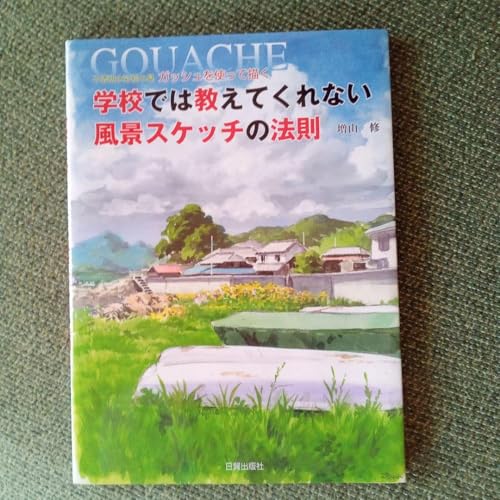 GOUACHE
ガッシュを使って描く
学校では教えてくれない
風景スケッチの法則
増山 修
日貿出版社